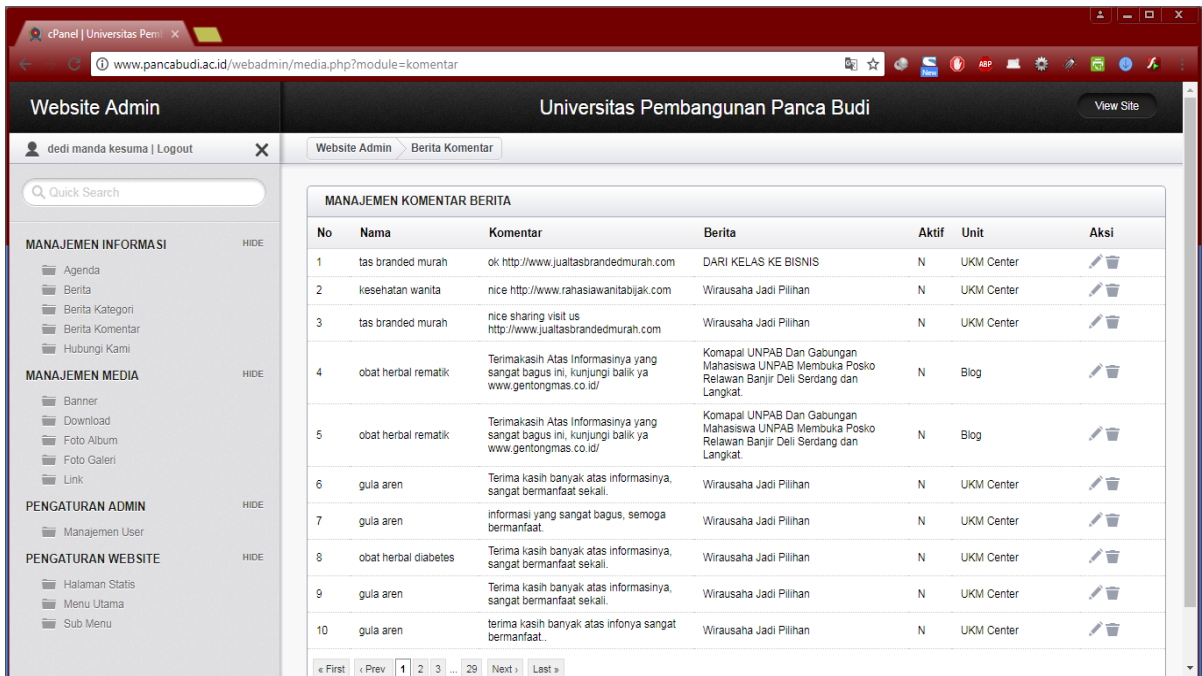 cPanel | Universitas Pem
www.pancabudi.ac.id/webadmin/media.php?module=komentar
New
ABP
Website Admin
Universitas Pembangunan Panca Budi
View Site
dedi manda kesuma | Logout
Website Admin
Berita Komentar
Quick Search
MANAJEMEN INFORMASI HIDE
Agenda
Berita
Berita Kategori
Berita Komentar
Hubungi Kami
MANAJEMEN MEDIA HIDE
Banner
Download
Foto Album
Foto Galeri
Link
PENGATURAN ADMIN HIDE
Manajemen User
PENGATURAN WEBSITE HIDE
Halaman Statis
Menu Utama
Sub Menu
MANAJEMEN KOMENTAR BERITA
No Nama Komentar Berita Aktif Unit Aksi
1 tas branded murah ok http://www.jualtasbrandedmurah.com DARI KELAS KE BISNIS N UKM Center
2 kesehatan wanita nice http://www.rahasiawanitabijak.com Wirausaha Jadi Pilihan N UKM Center
3 tas branded murah nice sharing visit us
http://www.jualtasbrandedmurah.com Wirausaha Jadi Pilihan N UKM Center
4 obat herbal rematik Terimakasih Atas Informasinya yang
sangat bagus ini, kunjungi balik ya
www.gentongmas.co.id/
Komapal UNPAB Dan Gabungan
Mahasiswa UNPAB Membuka Posko
Relawan Banjir Deli Serdang dan
Langkat.
N Blog
5 obat herbal rematik Terimakasih Atas Informasinya yang
sangat bagus ini, kunjungi balik ya
www.gentongmas.co.id/
Komapal UNPAB Dan Gabungan
Mahasiswa UNPAB Membuka Posko
Relawan Banjir Deli Serdang dan
Langkat.
N Blog
6 gula aren Terima kasih banyak atas informasinya,
sangat bermanfaat sekali. Wirausaha Jadi Pilihan N UKM Center
7 gula aren informasi yang sangat bagus, semoga
bermanfaat. Wirausaha Jadi Pilihan N UKM Center
8 obat herbal diabetes Terima kasih banyak atas informasinya,
sangat bermanfaat sekali. Wirausaha Jadi Pilihan N UKM Center
9 gula aren Terima kasih banyak atas informasinya,
sangat bermanfaat sekali. Wirausaha Jadi Pilihan N UKM Center
10 gula aren terima kasih banyak atas infonya sangat
bermanfaat.. Wirausaha Jadi Pilihan N UKM Center
« First ‹ Prev 1 2 3 ... 29 Next › Last »